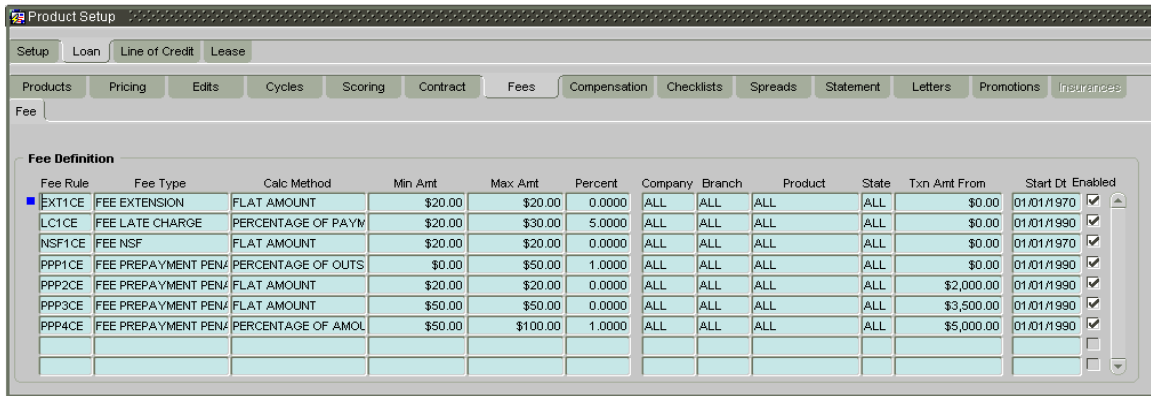 Product Setup
Setup Loan Line of Credit Lease
Products Pricing Edits Cycles Scoring Contract Fees Compensation Checklists Spreads Statement Letters Promotions Insurances
Fee
Fee Definition
Fee Rule Fee Type Calc Method Min Amt Max Amt Percent Company Branch Product State Txn Amt From Start Dt Enabled
EXT1CE FEE EXTENSION FLAT AMOUNT $20.00 $20.00 0.0000 ALL ALL ALL ALL $0.00 01/01/1970
LC1CE FEE LATE CHARGE PERCENTAGE OF PAYM $20.00 $30.00 5.0000 ALL ALL ALL ALL $0.00 01/01/1990
NSF1CE FEE NSF FLAT AMOUNT $20.00 $20.00 0.0000 ALL ALL ALL ALL $0.00 01/01/1970
PPP1CE FEE PREPAYMENT PENA PERCENTAGE OF OUTS $0.00 $50.00 1.0000 ALL ALL ALL ALL $0.00 01/01/1990
PPP2CE FEE PREPAYMENT PENA FLAT AMOUNT $20.00 $20.00 0.0000 ALL ALL ALL ALL $2,000.00 01/01/1990
PPP3CE FEE PREPAYMENT PENA FLAT AMOUNT $50.00 $50.00 0.0000 ALL ALL ALL ALL $3,500.00 01/01/1990
PPP4CE FEE PREPAYMENT PENA PERCENTAGE OF AMOU $50.00 $100.00 1.0000 ALL ALL ALL ALL $5,000.00 01/01/1990